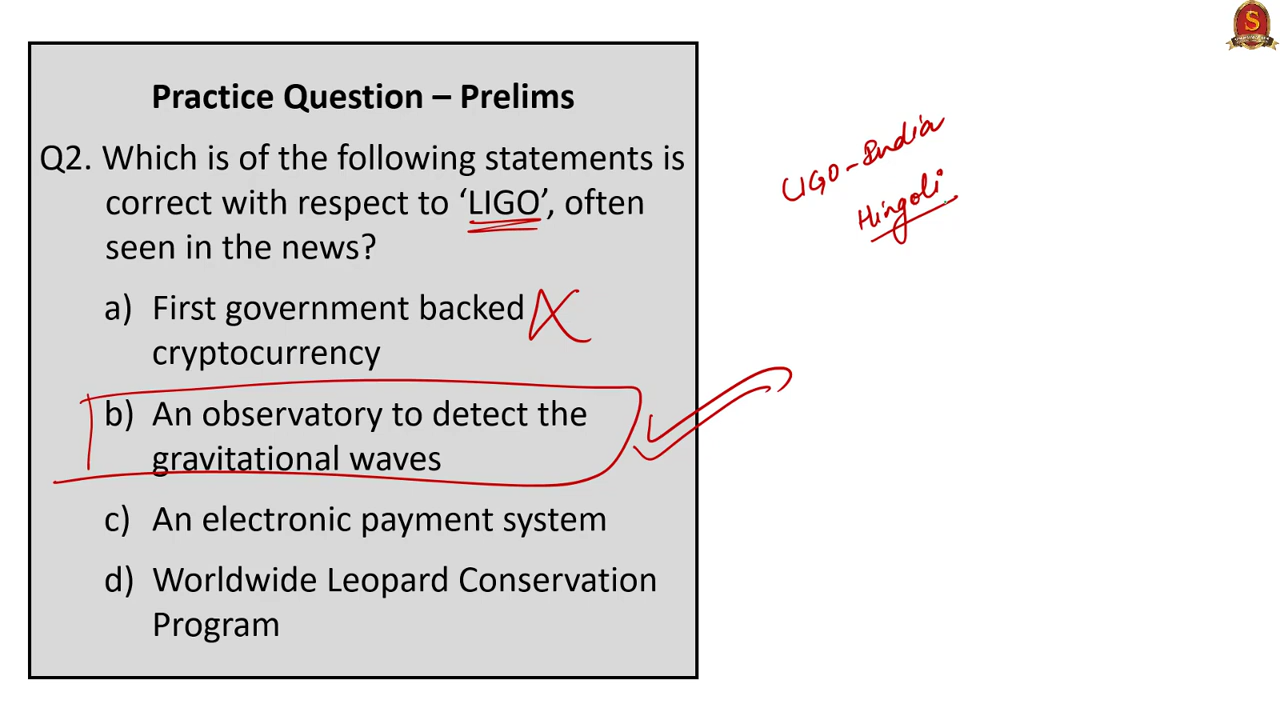 Practice Question – Prelims
Q2. Which is of the following statements is
correct with respect to ‘LIGO’, often
seen in the news?
a) First government backed
cryptocurrency
b) An observatory to detect the
gravitational waves
c) An electronic payment system
d) Worldwide Leopard Conservation
Program
LIGO-India
Hingoli
S